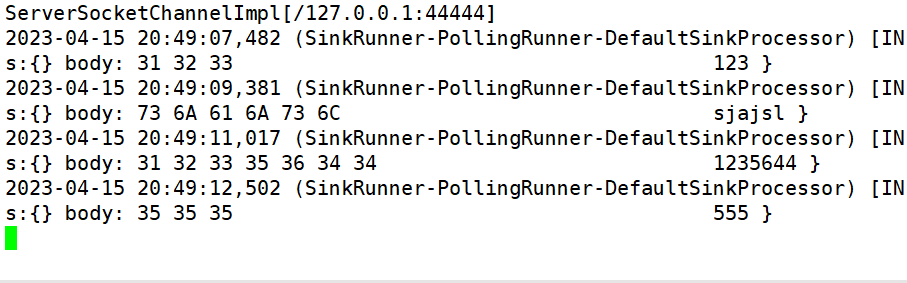 ServerSocketChannelImpl[/127.0.0.1:44444]
2023-04-15 20:49:07,482 (SinkRunner-PollingRunner-DefaultSinkProcessor) [IN
s:{} body: 31 32 33                                        123 }
2023-04-15 20:49:09,381 (SinkRunner-PollingRunner-DefaultSinkProcessor) [IN
s:{} body: 73 6A 61 6A 73 6C                               sjajsl }
2023-04-15 20:49:11,017 (SinkRunner-PollingRunner-DefaultSinkProcessor) [IN
s:{} body: 31 32 33 35 36 34 34                            1235644 }
2023-04-15 20:49:12,502 (SinkRunner-PollingRunner-DefaultSinkProcessor) [IN
s:{} body: 35 35 35                                        555 }